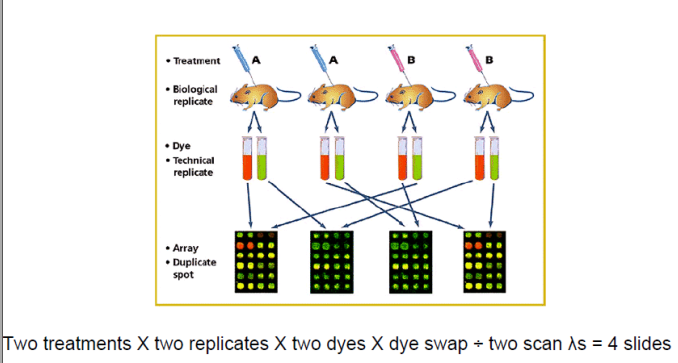 • Treatment A A B B
• Biological
replicate
• Dye
• Technical
replicate
• Array
• Duplicate
spot
Two treatments X two replicates X two dyes X dye swap ÷ two scan λs = 4 slides